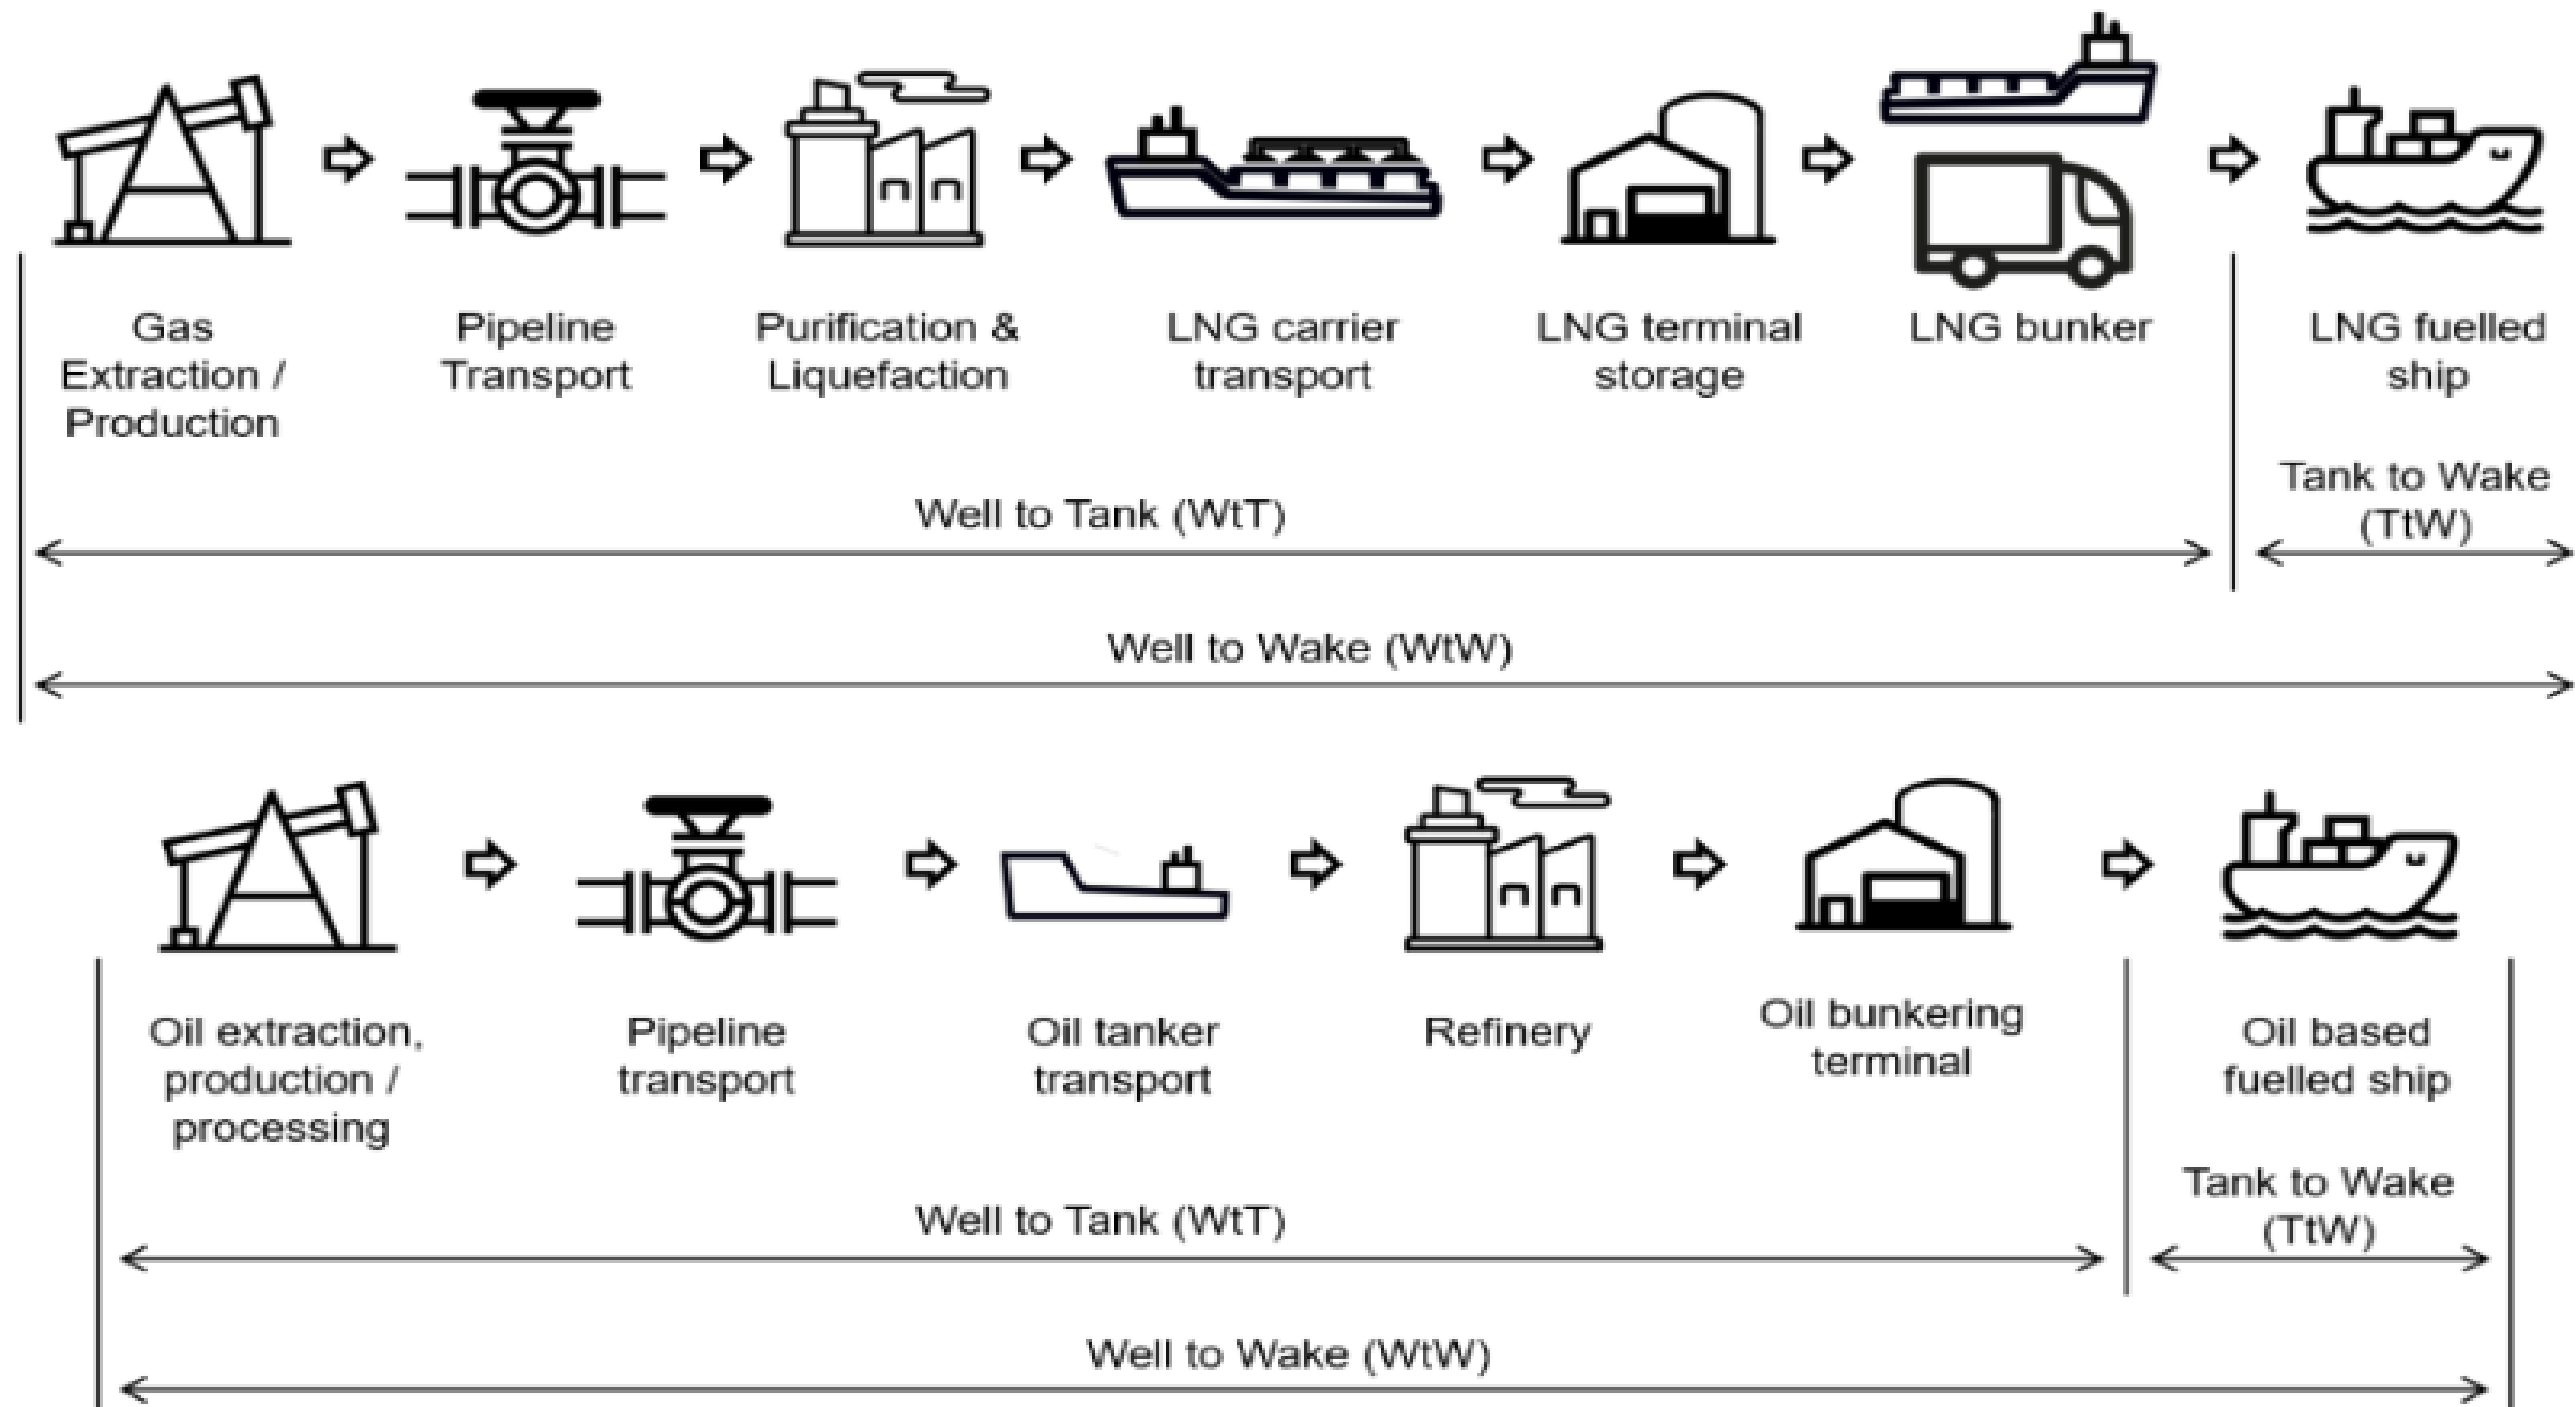 Gas
Extraction /
Production
Pipeline
Transport
Purification &
Liquefaction
LNG carrier
transport
LNG terminal
storage
LNG bunker
LNG fuelled
ship
Well to Tank (WtT)
Tank to Wake
(TtW)
Well to Wake (WtW)
Oil extraction,
production /
processing
Pipeline
transport
Oil tanker
transport
Refinery
Oil bunkering
terminal
Oil based
fuelled ship
Well to Tank (WtT)
Tank to Wake
(TtW)
Well to Wake (WtW)